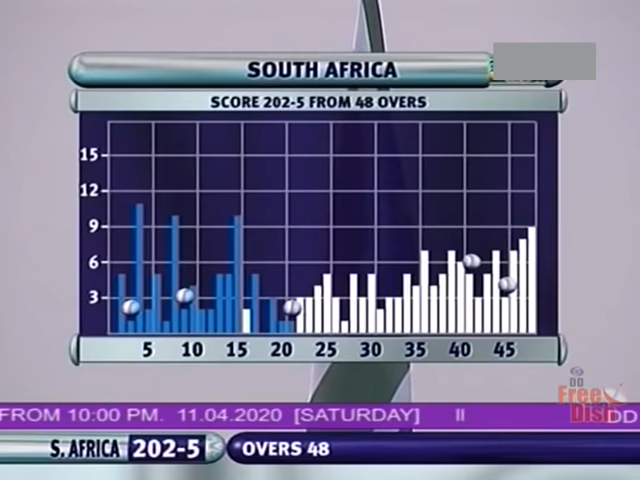 SOUTH AFRICA
SCORE 202-5 FROM 48 OVERS
15
12
9
6
3
5 10 15 20 25 30 35 40 45
DD
Free
Dish
FROM 10:00 PM. 11.04.2020 [SATURDAY] II DD
S. AFRICA 202-5 OVERS 48